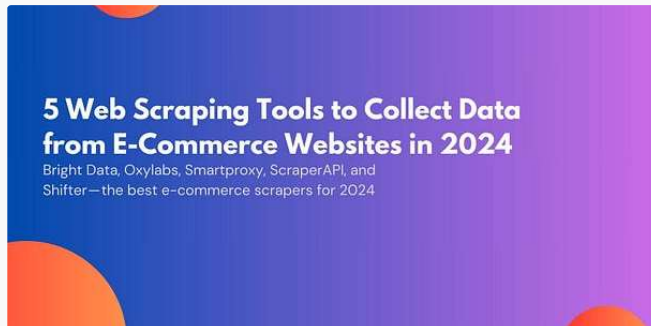 5 Web Scraping Tools to Collect Data
from E-Commerce Websites in 2024
Bright Data, Oxylabs, Smartproxy, ScraperAPI, and
Shifter—the best e-commerce scrapers for 2024